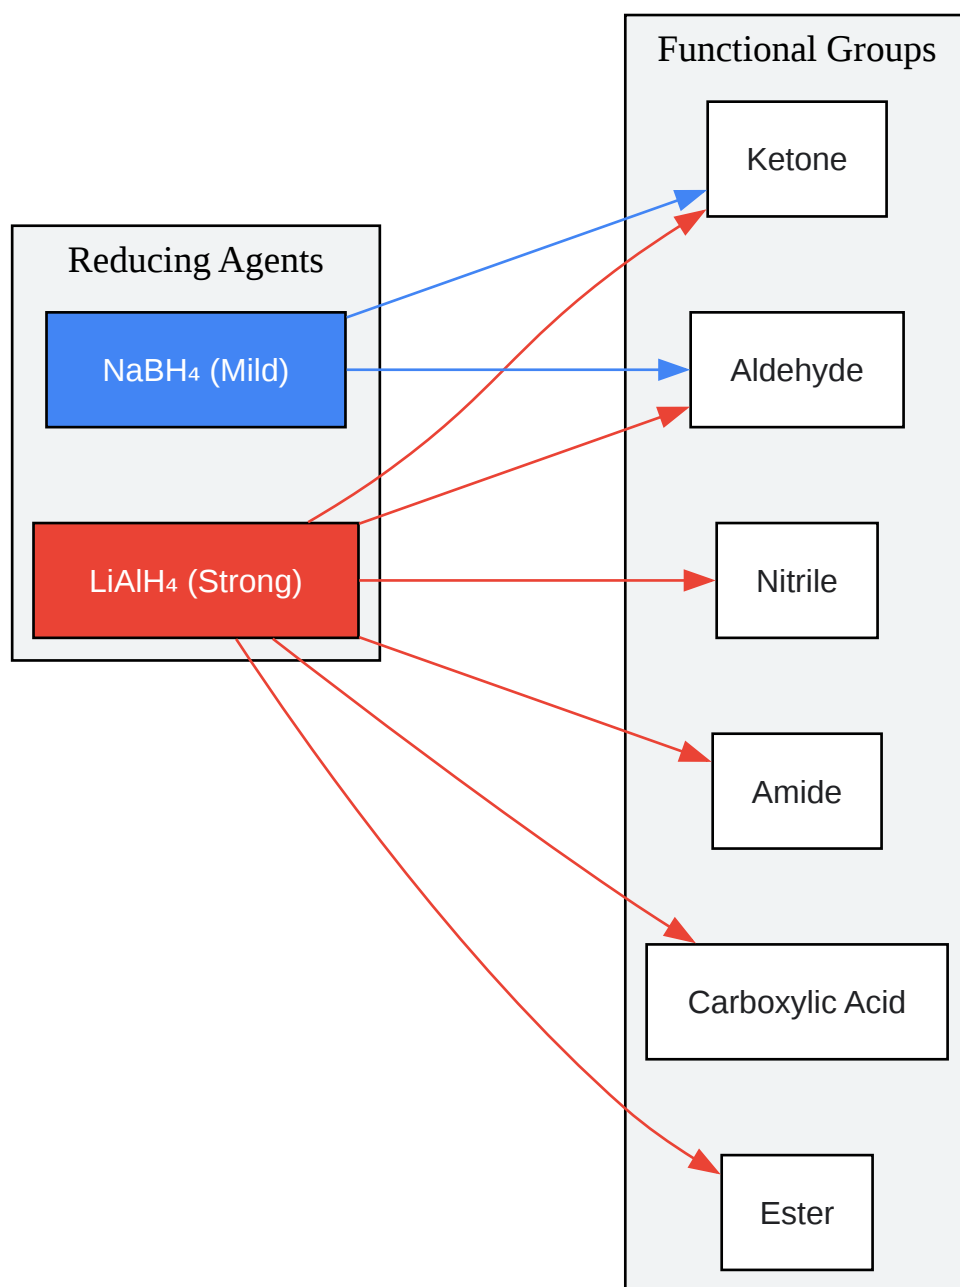 Functional Groups
Ketone
Reducing Agents
NaBH₄ (Mild)
Aldehyde
LiAlH₄ (Strong)
Nitrile
Amide
Carboxylic Acid
Ester